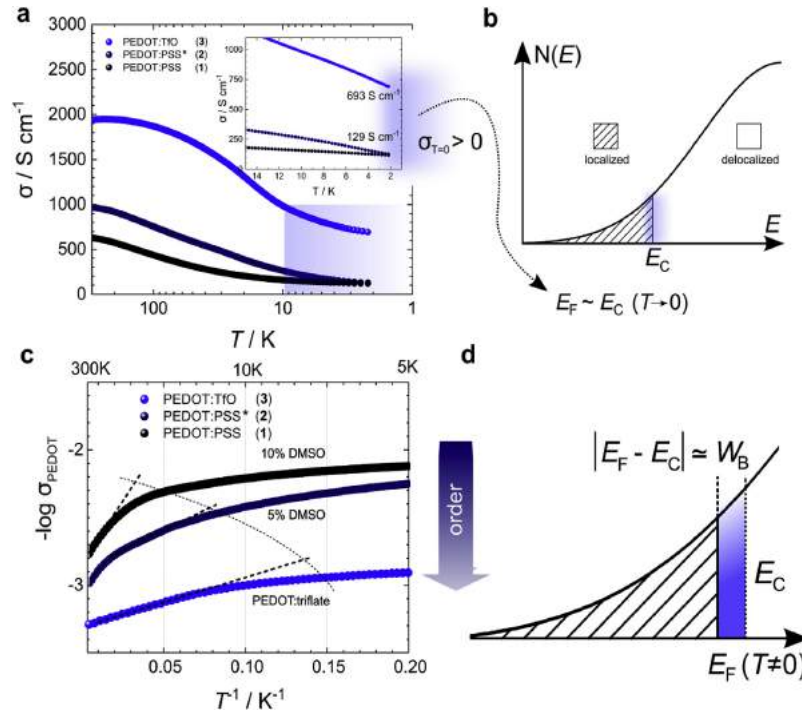 a
3000
2500
2000
1500
1000
500
0
σ / S cm⁻¹
PEDOT:TfO (3)
PEDOT:PSS* (2)
PEDOT:PSS (1)
1000
750
500
250
0
σ / S cm⁻¹
693 S cm⁻¹
129 S cm⁻¹
14 12 10 8 6 4 2 0
T / K
σT=0 > 0
100 10 1
T / K
b
N(E)
localized
delocalized
E
EC
EF ~ EC (T→0)
c
300K 10K 5K
PEDOT:TfO (3)
PEDOT:PSS* (2)
PEDOT:PSS (1)
-2
-3
-log σPEDOT
10% DMSO
5% DMSO
PEDOT:triflate
0.05 0.10 0.15 0.20
T⁻¹ / K⁻¹
order
d
|EF - EC| ≃ WB
EC
EF (T≠0)